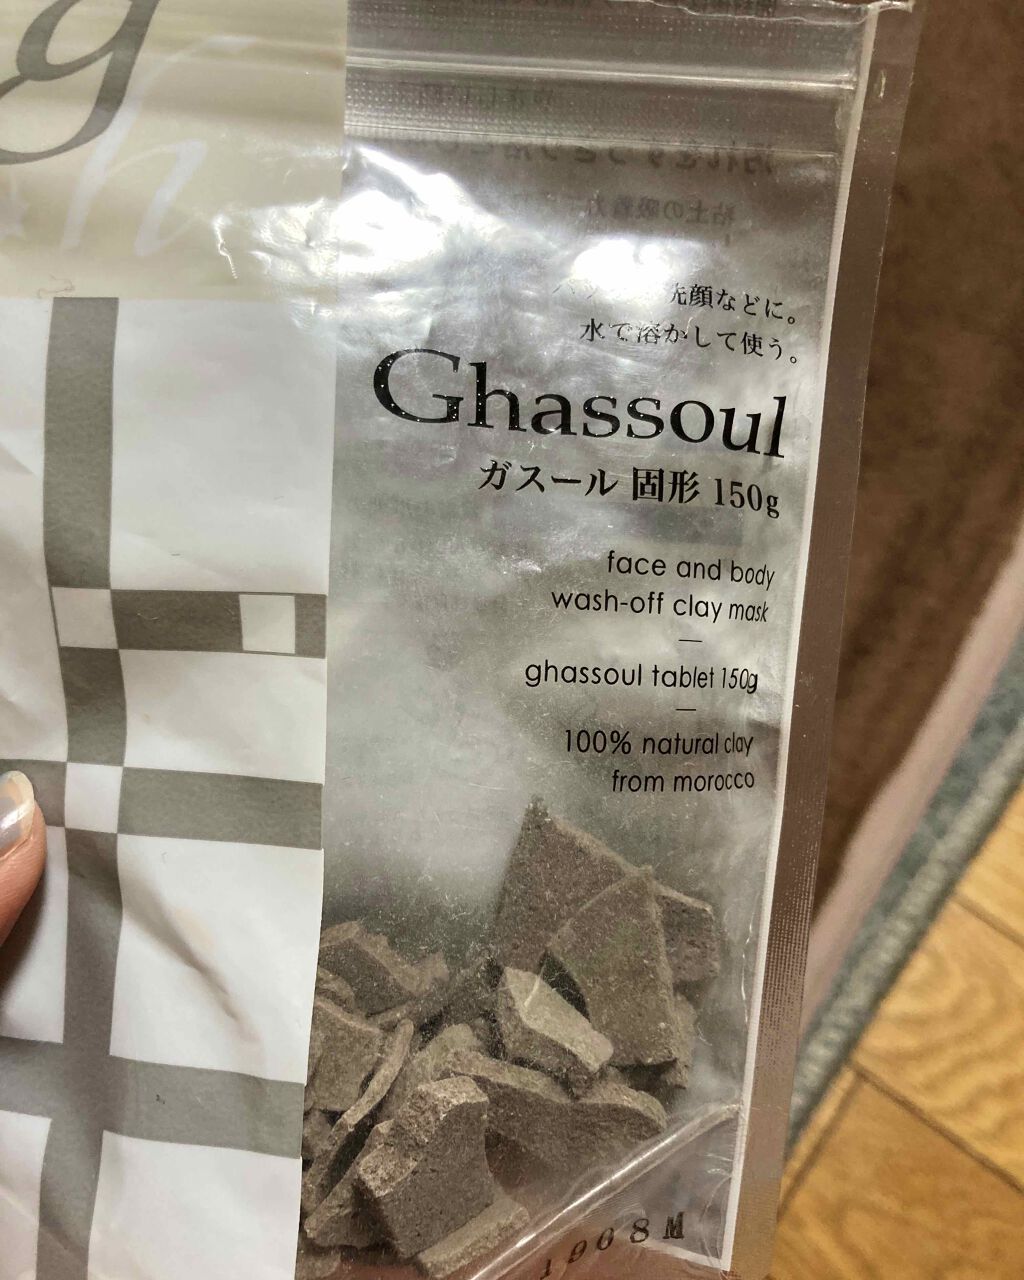 g
h
洗顔などに。
水で溶かして使う。
Ghassoul
ガスール 固形 150g
face and body
wash-off clay mask
ghassoul tablet 150g
100% natural clay
from morocco
1908M